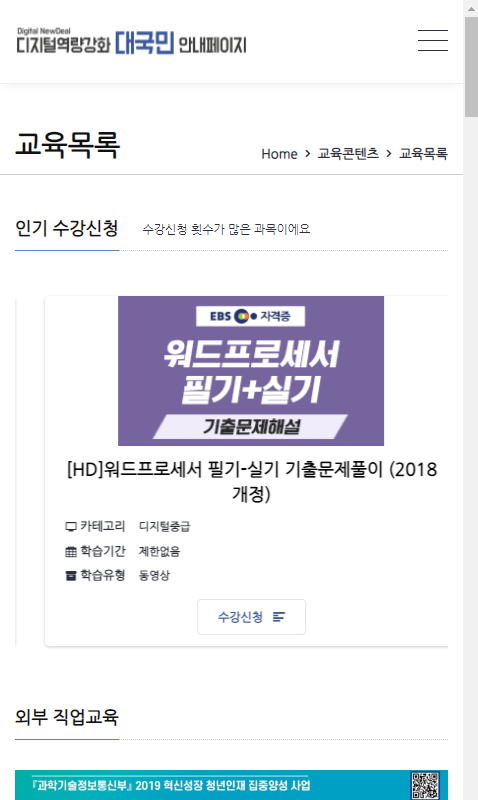 Digital NewDeal
디지털역량강화 대국민 안내페이지
교육목록
Home > 교육콘텐츠 > 교육목록
인기 수강신청 수강신청 횟수가 많은 과목이에요
EBS 자격증
워드프로세서
필기+실기
기출문제해설
[HD]워드프로세서 필기-실기 기출문제풀이 (2018
개정)
카테고리 디지털중급
학습기간 제한없음
학습유형 동영상
수강신청
외부 직업교육
『과학기술정보통신부』 2019 혁신성장 청년인재 집중양성 사업